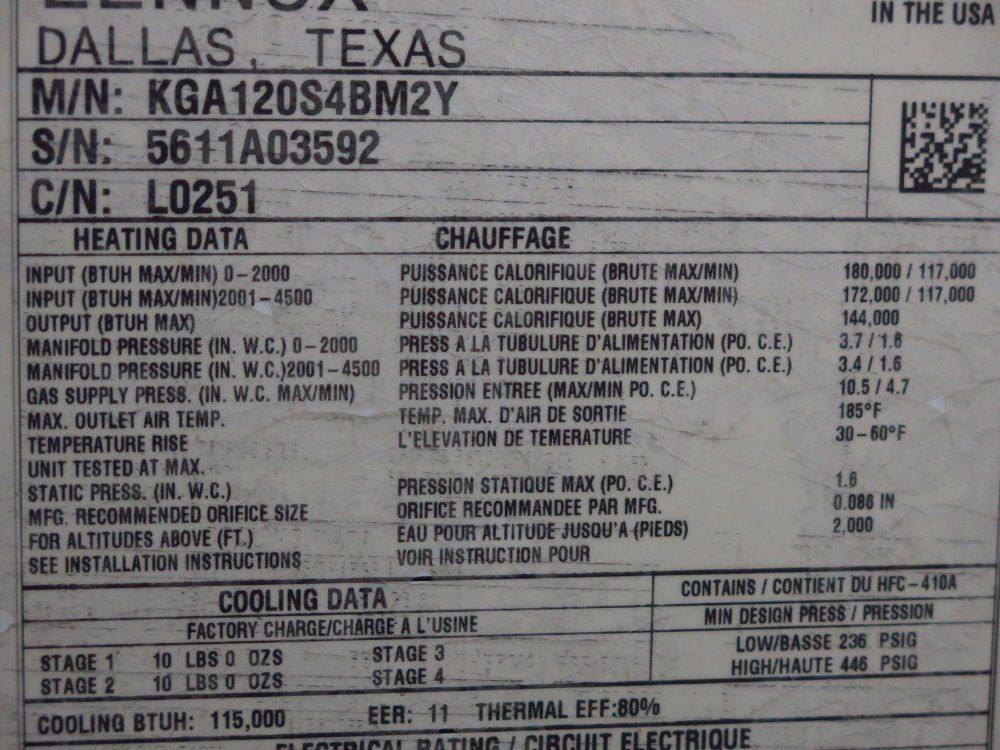 LENNOX
IN THE USA
DALLAS, TEXAS
M/N: KGA120S4BM2Y
S/N: 5611A03592
C/N: L0251
HEATING DATA CHAUFFAGE
INPUT (BTUH MAX/MIN) 0-2000 PUISSANCE CALORIFIQUE (BRUTE MAX/MIN) 180,000 / 117,000
INPUT (BTUH MAX/MIN)2001-4500 PUISSANCE CALORIFIQUE (BRUTE MAX/MIN) 172,000 / 117,000
OUTPUT (BTUH MAX) PUISSANCE CALORIFIQUE (BRUTE MAX) 144,000
MANIFOLD PRESSURE (IN. W.C.) 0-2000 PRESS A LA TUBULURE D'ALIMENTATION (PO. C.E.) 3.7 / 1.6
MANIFOLD PRESSURE (IN. W.C.)2001-4500 PRESS A LA TUBULURE D'ALIMENTATION (PO. C.E.) 3.4 / 1.6
GAS SUPPLY PRESS. (IN. W.C. MAX/MIN) PRESSION ENTREE (MAX/MIN PO. C.E.) 10.5 / 4.7
MAX. OUTLET AIR TEMP. TEMP. MAX. D'AIR DE SORTIE 185°F
TEMPERATURE RISE L'ELEVATION DE TEMERATURE 30-60°F
UNIT TESTED AT MAX.
STATIC PRESS. (IN. W.C.) PRESSION STATIQUE MAX (PO. C.E.) 1.6
MFG. RECOMMENDED ORIFICE SIZE ORIFICE RECOMMANDEE PAR MFG. 0.086 IN
FOR ALTITUDES ABOVE (FT.) EAU POUR ALTITUDE JUSQU'A (PIEDS) 2,000
SEE INSTALLATION INSTRUCTIONS VOIR INSTRUCTION POUR
COOLING DATA
FACTORY CHARGE/CHARGE A L'USINE
STAGE 1 10 LBS 0 OZS STAGE 3
STAGE 2 10 LBS 0 OZS STAGE 4
CONTAINS / CONTIENT DU HFC-410A
MIN DESIGN PRESS / PRESSION
LOW/BASSE 236 PSIG
HIGH/HAUTE 446 PSIG
COOLING BTUH: 115,000 EER: 11 THERMAL EFF:80%
ELECTRICAL RATING / CIRCUIT ELECTRIQUE